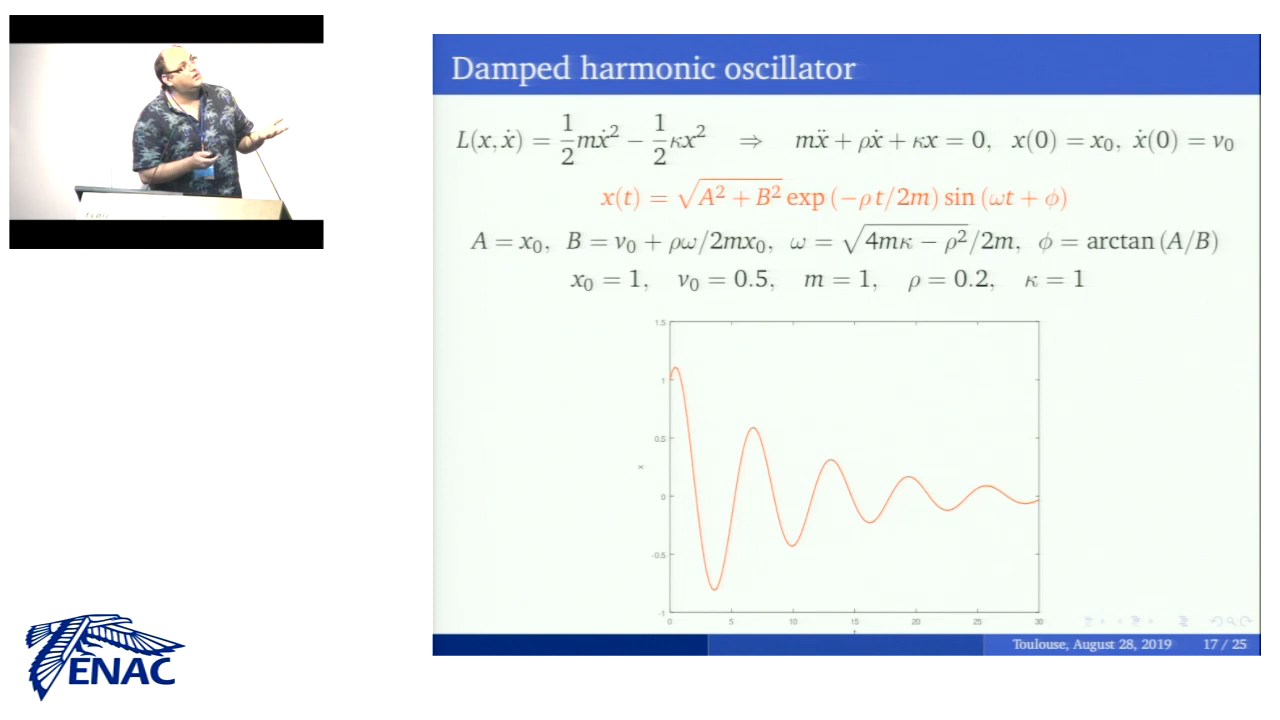 Damped harmonic oscillator
L(x, ẋ) = 1/2 mẋ² − 1/2 κx² ⇒ mẍ + ρẋ + κx = 0, x(0) = x₀, ẋ(0) = v₀
x(t) = √(A² + B²) exp (−ρ t/2m) sin (ωt + ϕ)
A = x₀, B = v₀ + ρω/2mx₀, ω = √(4mκ − ρ²)/2m, ϕ = arctan (A/B)
x₀ = 1, v₀ = 0.5, m = 1, ρ = 0.2, κ = 1
1.5
1
0.5
x
0
-0.5
-1
0 5 10 15 20 25 30
t
Toulouse, August 28, 2019 17 / 25
ENAC